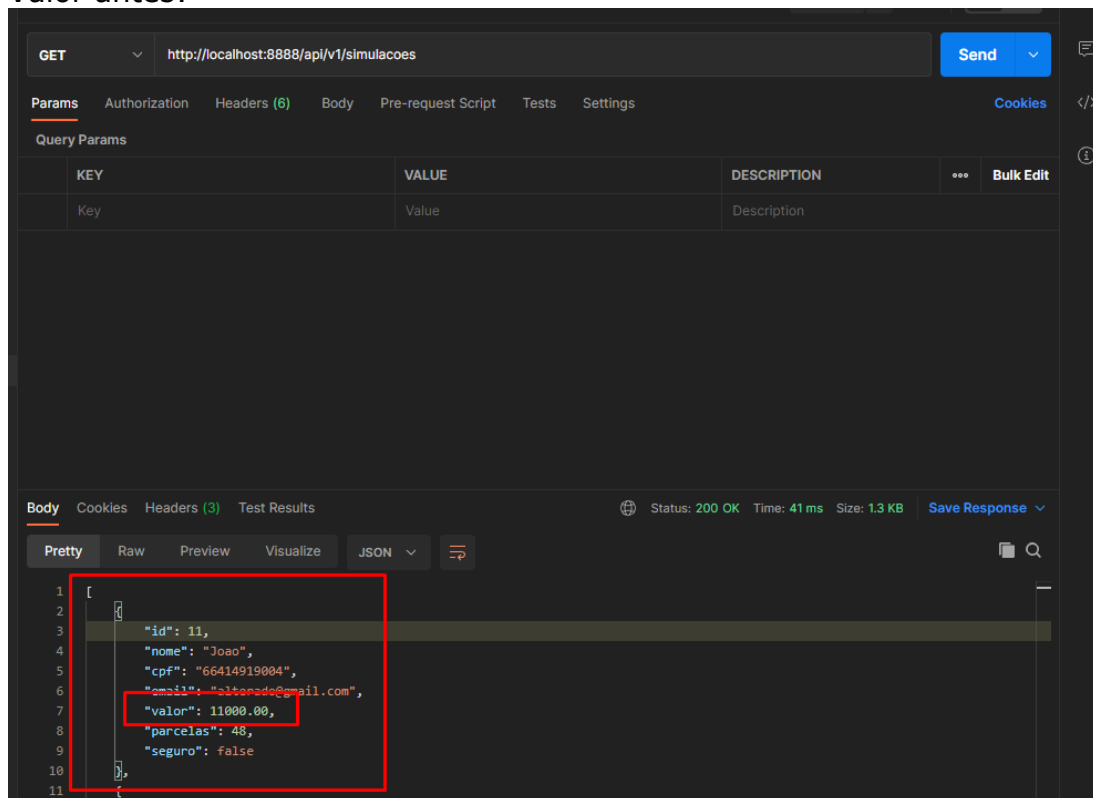 Valor antes:
GET http://localhost:8888/api/v1/simulacoes Send
Params Authorization Headers (6) Body Pre-request Script Tests Settings Cookies
Query Params
KEY VALUE DESCRIPTION ooo Bulk Edit
Key Value Description
Body Cookies Headers (3) Test Results Status: 200 OK Time: 41 ms Size: 1.3 KB Save Response
Pretty Raw Preview Visualize JSON
1 [
2 {
3 "id": 11,
4 "nome": "Joao",
5 "cpf": "66414919004",
6 "email": "alterado@gmail.com",
7 "valor": 11000.00,
8 "parcelas": 48,
9 "seguro": false
10 },
11 {